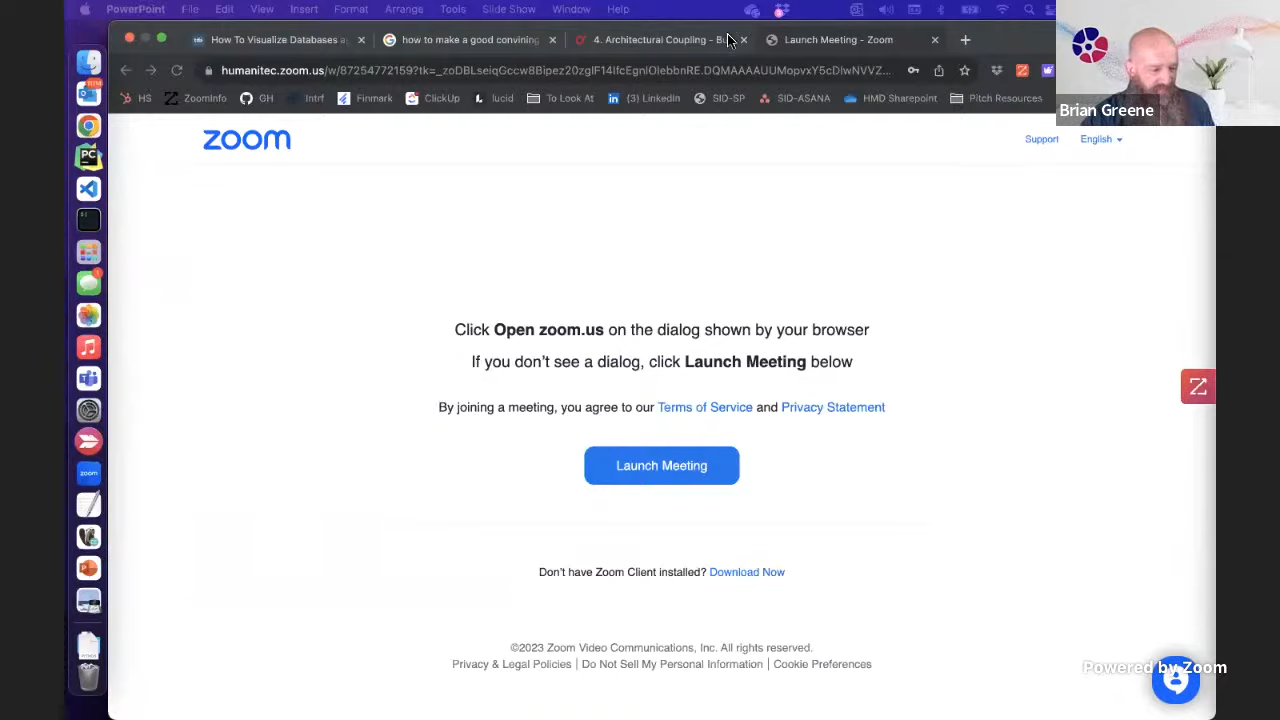 PowerPoint File Edit View Insert Format Arrange Tools Slide Show Window Help
How To Visualize Databases
how to make a good convining
4. Architectural Coupling - Bu
Launch Meeting - Zoom
HS ZoomInfo GH Intrf Finmark ClickUp lucid To Look At (3) LinkedIn SID-SP SID-ASANA HMD Sharepoint Pitch Resources
Brian Greene
zoom
Support English
Click Open zoom.us on the dialog shown by your browser
If you don't see a dialog, click Launch Meeting below
By joining a meeting, you agree to our Terms of Service and Privacy Statement
Launch Meeting
Don't have Zoom Client installed? Download Now
©2023 Zoom Video Communications, Inc. All rights reserved.
Privacy & Legal Policies | Do Not Sell My Personal Information | Cookie Preferences
Powered by Zoom
PC
zoom